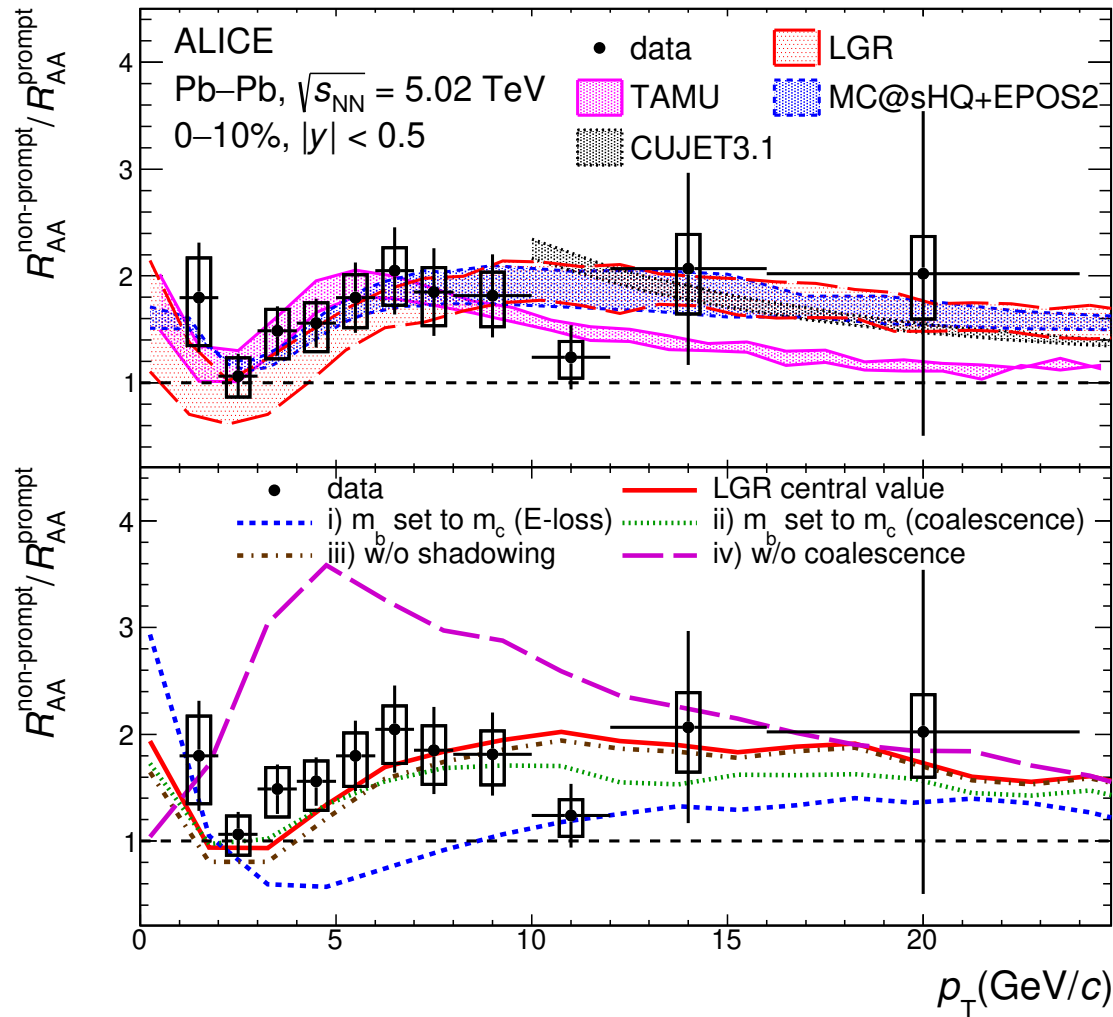 R_AA^non-prompt / R_AA^prompt
4
3
2
1
ALICE
Pb–Pb, √s_NN = 5.02 TeV
0–10%, |y| < 0.5
data
LGR
TAMU
MC@sHQ+EPOS2
CUJET3.1
R_AA^non-prompt / R_AA^prompt
4
3
2
1
data
LGR central value
i) m_b set to m_c (E-loss)
ii) m_b set to m_c (coalescence)
iii) w/o shadowing
iv) w/o coalescence
0 5 10 15 20
p_T (GeV/c)